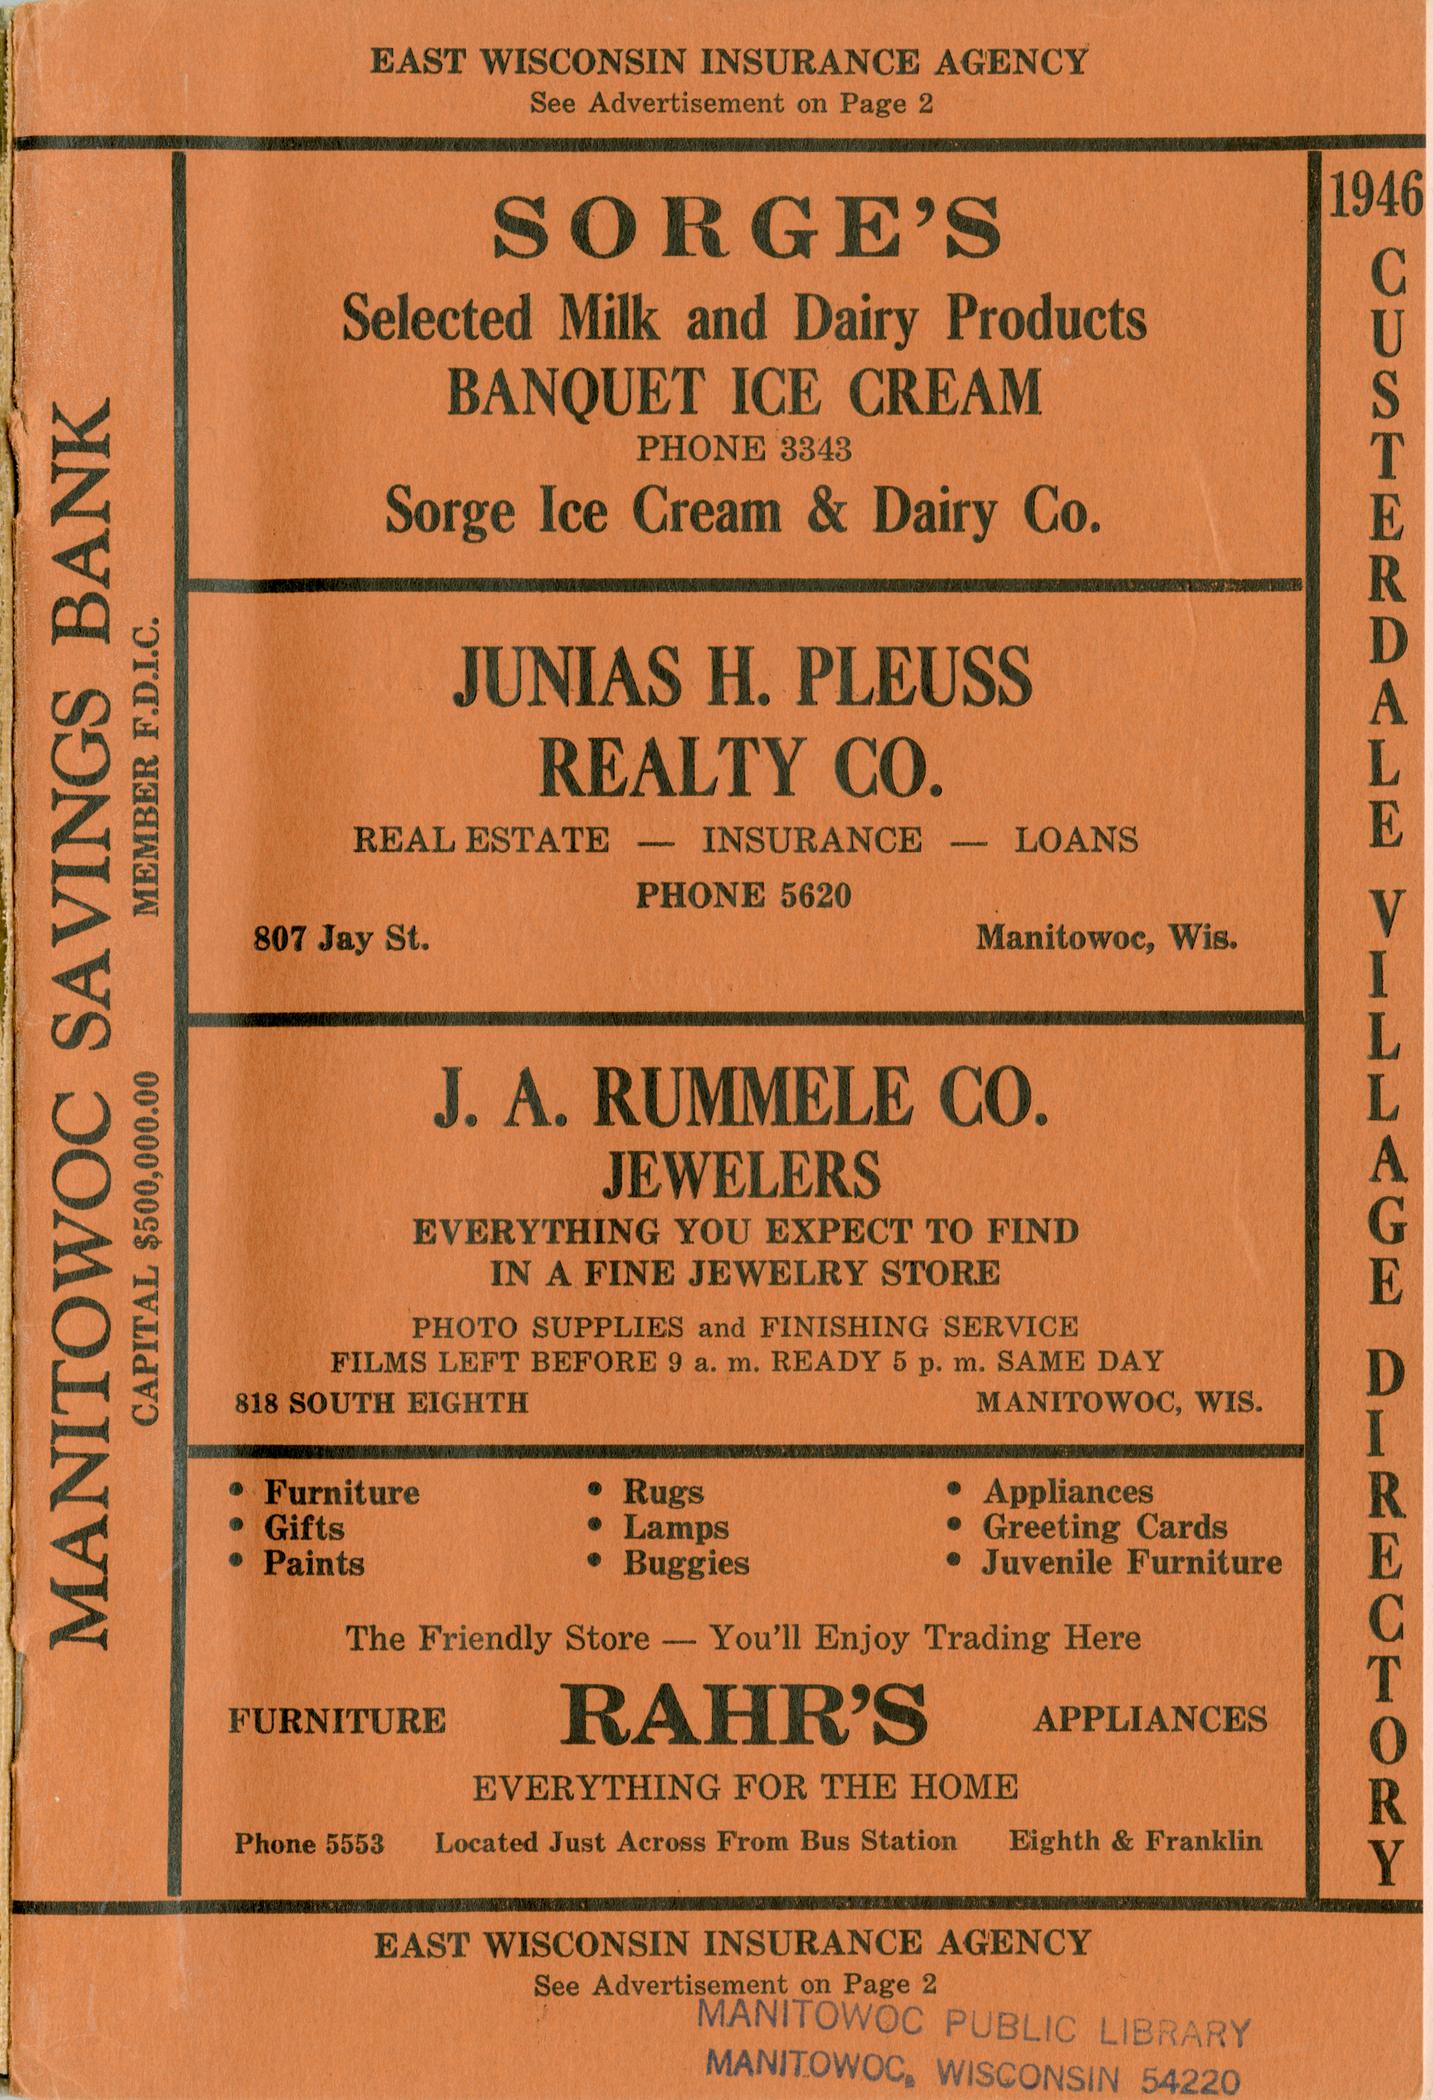 EAST WISCONSIN INSURANCE AGENCY
See Advertisement on Page 2
MANITOWOC SAVINGS BANK
CAPITAL $500,000.00 MEMBER F.D.I.C.
SORGE'S
Selected Milk and Dairy Products
BANQUET ICE CREAM
PHONE 3343
Sorge Ice Cream & Dairy Co.
JUNIAS H. PLEUSS
REALTY CO.
REAL ESTATE — INSURANCE — LOANS
PHONE 5620
807 Jay St. Manitowoc, Wis.
J. A. RUMMELE CO.
JEWELERS
EVERYTHING YOU EXPECT TO FIND
IN A FINE JEWELRY STORE
PHOTO SUPPLIES and FINISHING SERVICE
FILMS LEFT BEFORE 9 a. m. READY 5 p. m. SAME DAY
818 SOUTH EIGHTH MANITOWOC, WIS.
• Furniture • Rugs • Appliances
• Gifts • Lamps • Greeting Cards
• Paints • Buggies • Juvenile Furniture
The Friendly Store — You'll Enjoy Trading Here
FURNITURE RAHR'S APPLIANCES
EVERYTHING FOR THE HOME
Phone 5553 Located Just Across From Bus Station Eighth & Franklin
1946 CUSTERDALE VILLAGE DIRECTORY
EAST WISCONSIN INSURANCE AGENCY
See Advertisement on Page 2
MANITOWOC PUBLIC LIBRARY
MANITOWOC, WISCONSIN 54220